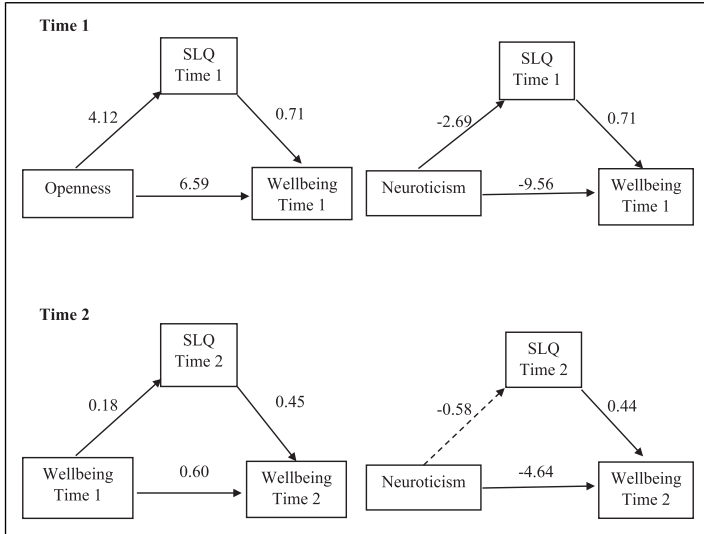 Time 1
SLQ
Time 1
4.12
0.71
Openness
6.59
Wellbeing
Time 1
SLQ
Time 1
-2.69
0.71
Neuroticism
-9.56
Wellbeing
Time 1
Time 2
SLQ
Time 2
0.18
0.45
Wellbeing
Time 1
0.60
Wellbeing
Time 2
SLQ
Time 2
-0.58
0.44
Neuroticism
-4.64
Wellbeing
Time 2